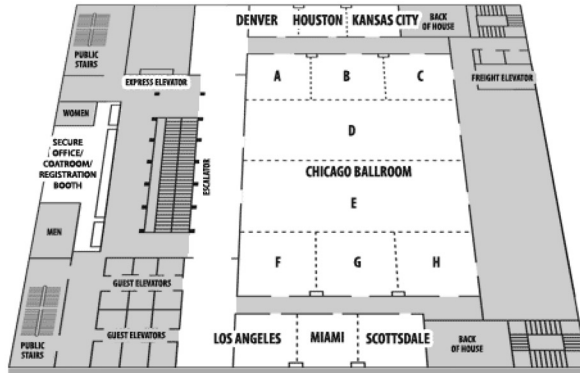 DENVER
HOUSTON
KANSAS CITY
BACK
OF HOUSE
PUBLIC
STAIRS
EXPRESS ELEVATOR
A
B
C
FREIGHT ELEVATOR
WOMEN
D
SECURE
OFFICE/
COATROOM/
REGISTRATION
BOOTH
ESCALATOR
CHICAGO BALLROOM
E
MEN
F
G
H
GUEST ELEVATORS
GUEST ELEVATORS
PUBLIC
STAIRS
LOS ANGELES
MIAMI
SCOTTSDALE
BACK
OF HOUSE